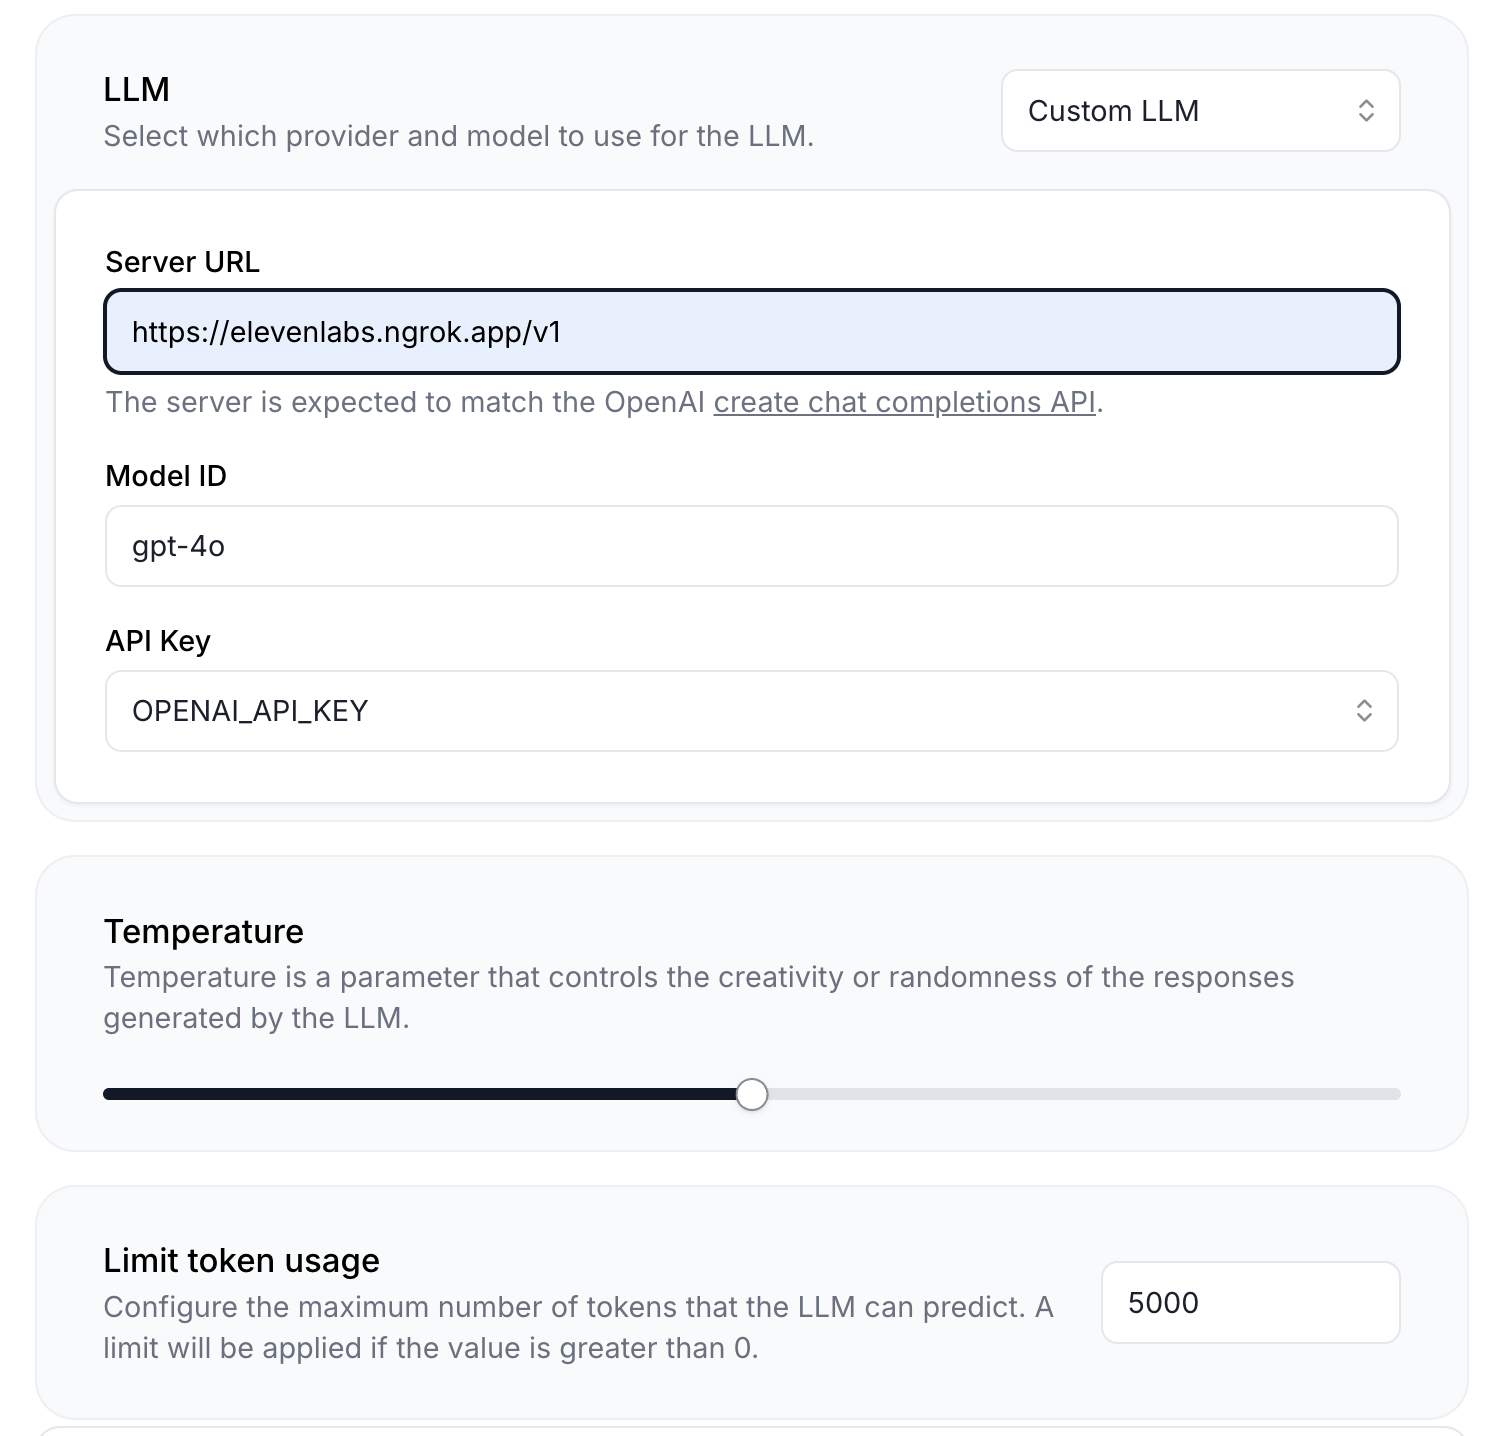 LLM
Select which provider and model to use for the LLM.
Custom LLM
Server URL
https://elevenlabs.ngrok.app/v1
The server is expected to match the OpenAI create chat completions API.
Model ID
gpt-4o
API Key
OPENAI_API_KEY
Temperature
Temperature is a parameter that controls the creativity or randomness of the responses
generated by the LLM.
Limit token usage
Configure the maximum number of tokens that the LLM can predict. A
limit will be applied if the value is greater than 0.
5000